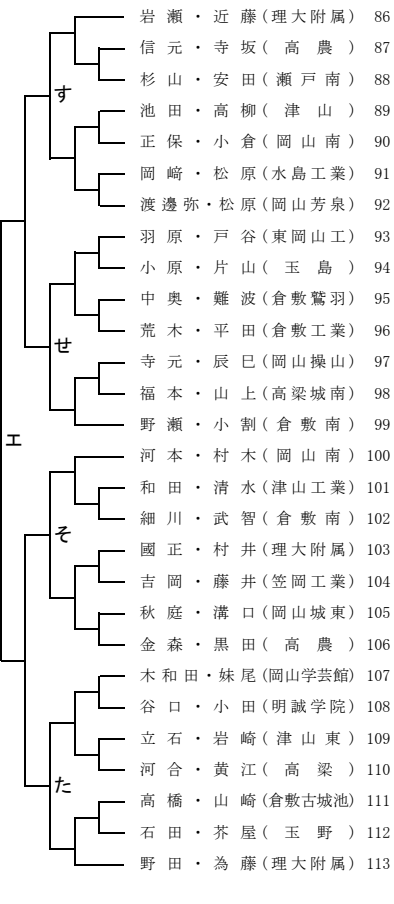 岩瀬・近藤(理大附属) 86
信元・寺坂(高農) 87
杉山・安田(瀬戸南) 88
す
池田・高柳(津山) 89
正保・小倉(岡山南) 90
岡﨑・松原(水島工業) 91
渡邊弥・松原(岡山芳泉) 92
羽原・戸谷(東岡山工) 93
小原・片山(玉島) 94
中奥・難波(倉敷鷲羽) 95
荒木・平田(倉敷工業) 96
せ
寺元・辰巳(岡山操山) 97
福本・山上(高梁城南) 98
野瀬・小割(倉敷南) 99
エ
河本・村木(岡山南) 100
和田・清水(津山工業) 101
細川・武智(倉敷南) 102
そ
國正・村井(理大附属) 103
吉岡・藤井(笠岡工業) 104
秋庭・溝口(岡山城東) 105
金森・黒田(高農) 106
木和田・妹尾(岡山学芸館) 107
谷口・小田(明誠学院) 108
立石・岩崎(津山東) 109
河合・黄江(高梁) 110
た
高橋・山崎(倉敷古城池) 111
石田・芥屋(玉野) 112
野田・為藤(理大附属) 113